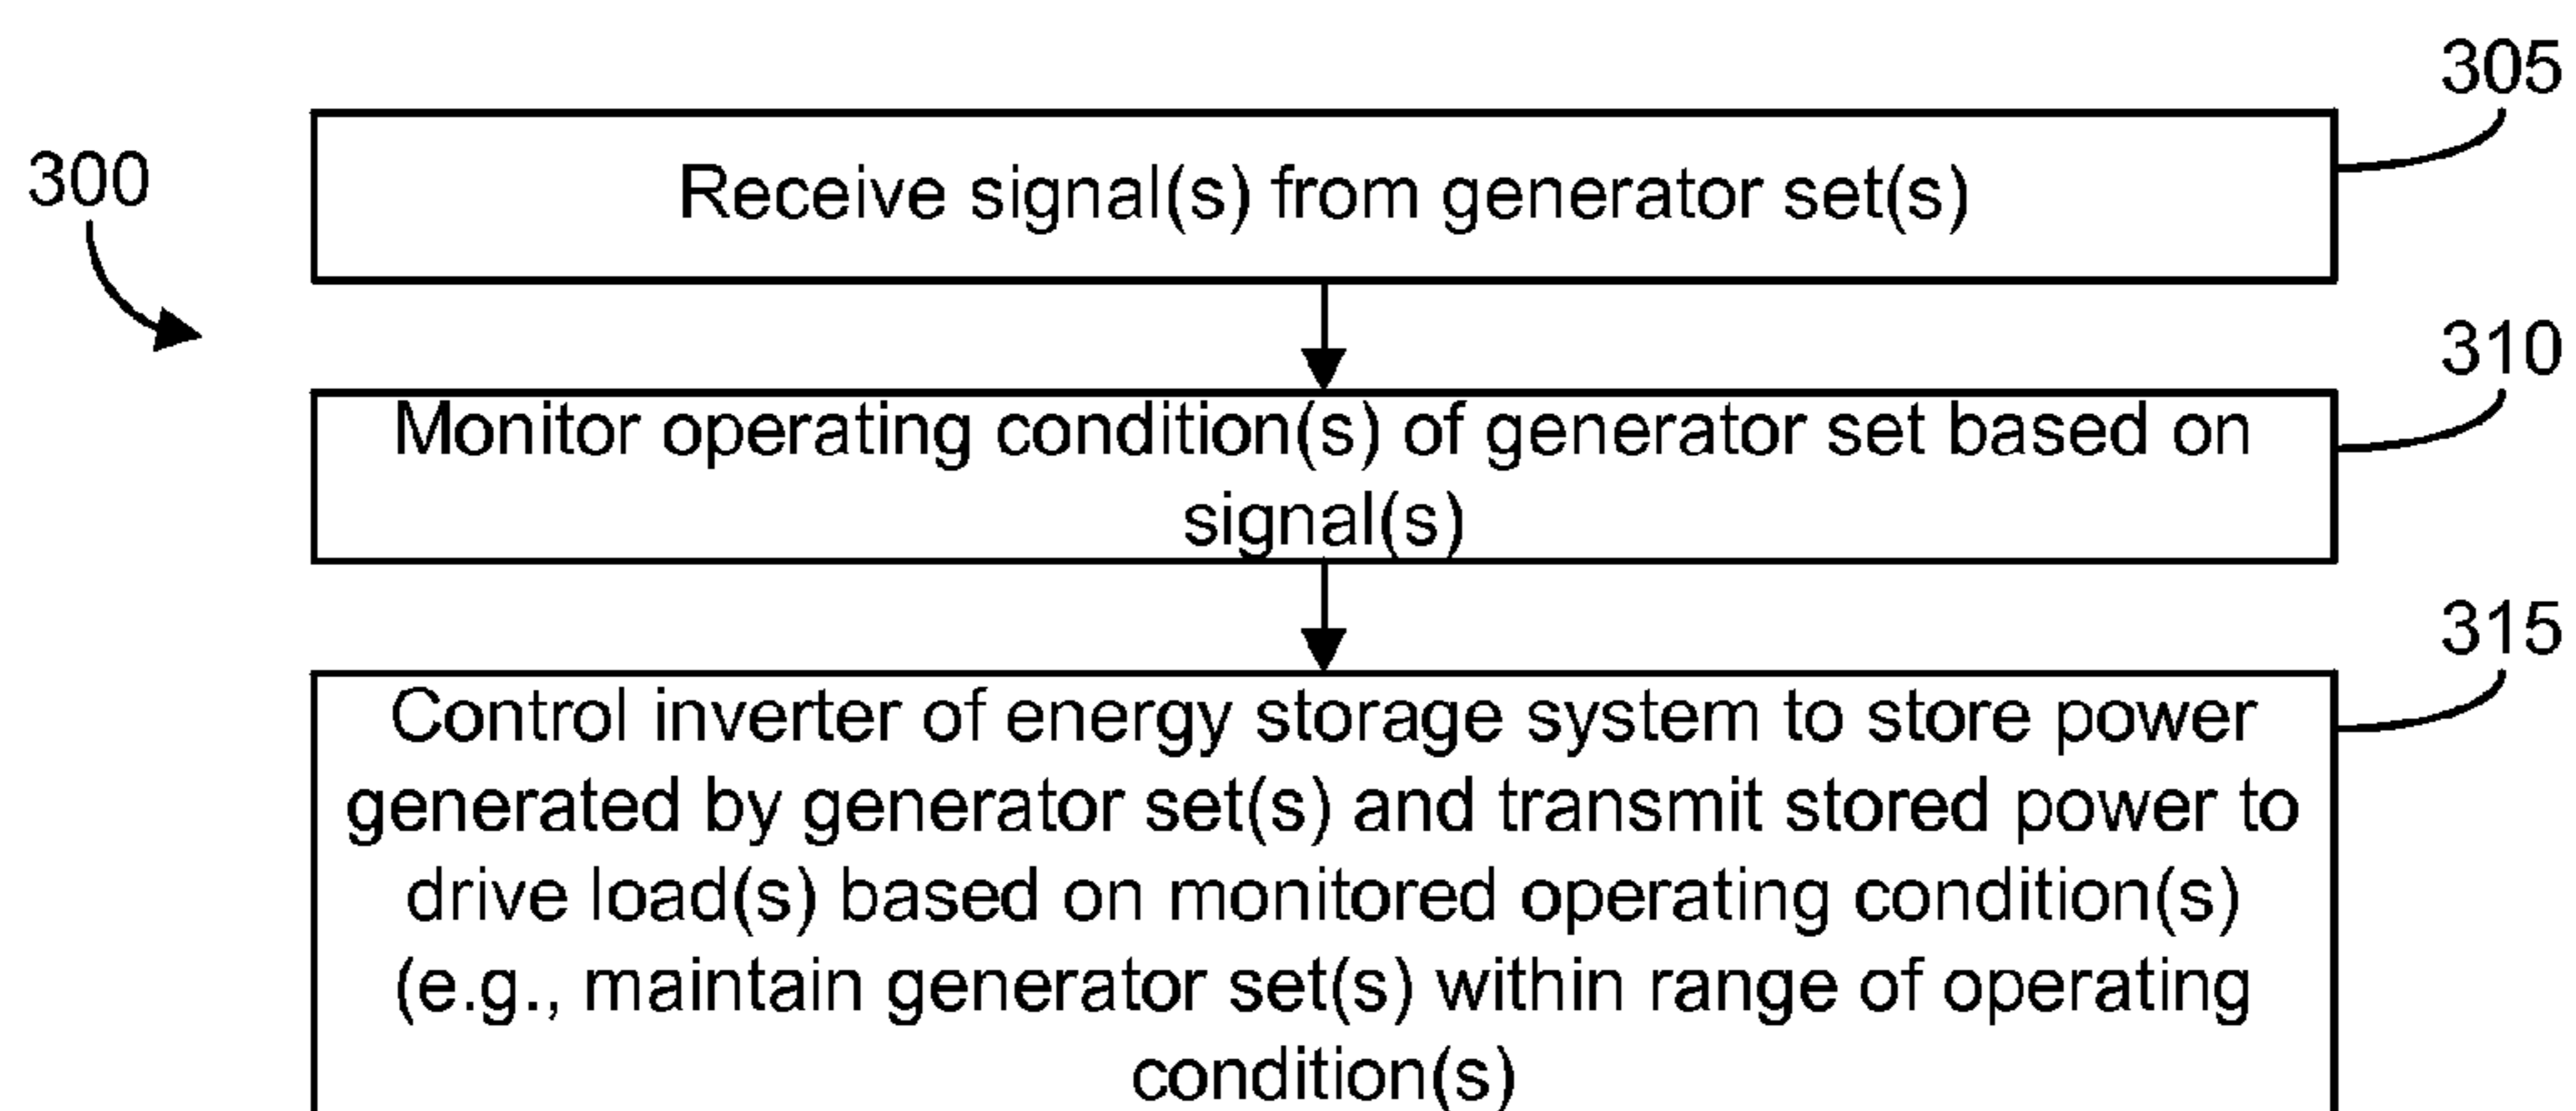 305
300
Receive signal(s) from generator set(s)
310
Monitor operating condition(s) of generator set based on
signal(s)
315
Control inverter of energy storage system to store power
generated by generator set(s) and transmit stored power to
drive load(s) based on monitored operating condition(s)
(e.g., maintain generator set(s) within range of operating
condition(s)